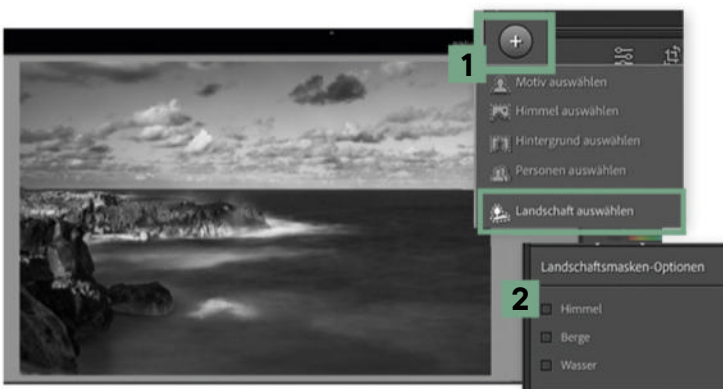 1
Motiv auswählen
Himmel auswählen
Hintergrund auswählen
Personen auswählen
Landschaft auswählen
Landschaftsmasken-Optionen
2
Himmel
Berge
Wasser